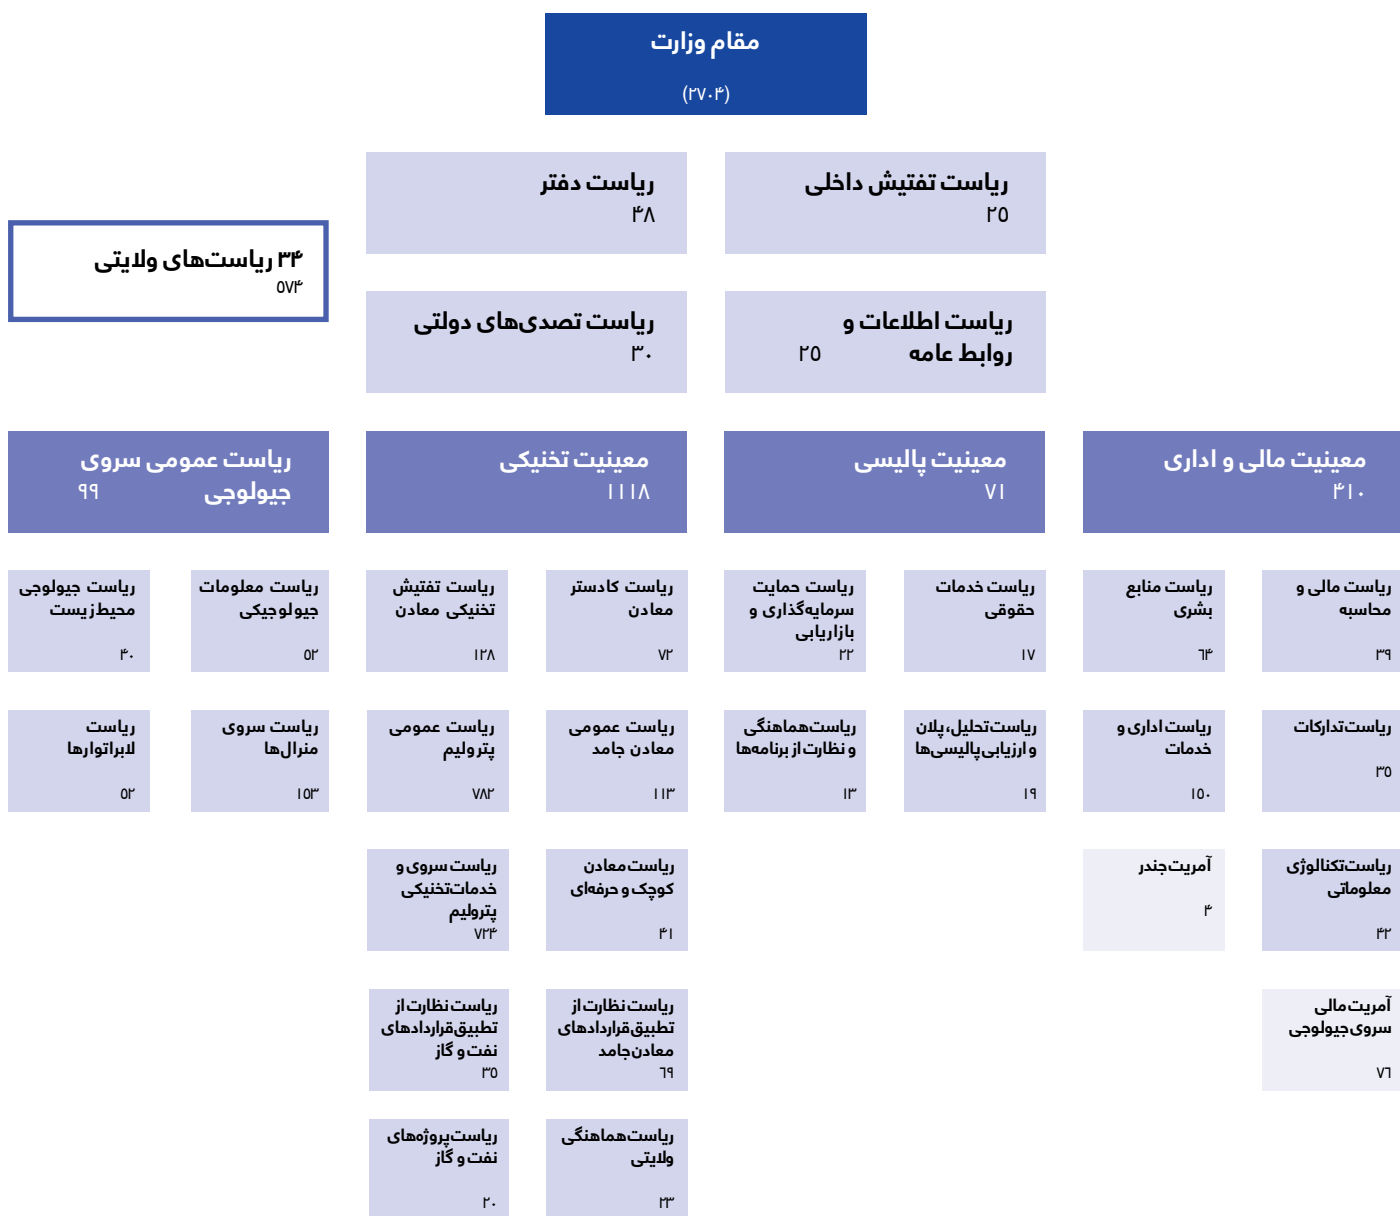 مقام وزارت
(۲۷۰۴)
ریاست تفتیش داخلی
۲۵
ریاست دفتر
۴۸
۳۴ ریاست‌های ولایتی
۵۷۴
ریاست اطلاعات و
روابط عامه ۲۵
ریاست تصدی‌های دولتی
۳۰
معینیت مالی و اداری
۴۱۰
معینیت پالیسی
۷۱
معینیت تخنیکی
۱۱۱۸
ریاست عمومی سروی
جیولوجی ۹۹
ریاست مالی و
محاسبه
۳۹
ریاست منابع
بشری
۶۴
ریاست خدمات
حقوقی
۱۷
ریاست حمایت
سرمایه‌گذاری و
بازاریابی
۲۲
ریاست کادستر
معادن
۷۲
ریاست تفتیش
تخنیکی معادن
۱۲۸
ریاست معلومات
جیولوجیکی
۵۲
ریاست جیولوجی
محیط‌زیست
۴۰
ریاست تدارکات
۳۵
ریاست اداری و
خدمات
۱۵۰
ریاست تحلیل، پلان
و ارزیابی پالیسی‌ها
۱۹
ریاست هماهنگی
و نظارت از برنامه‌ها
۱۳
ریاست عمومی
معادن جامد
۱۱۳
ریاست عمومی
پترولیم
۷۸۲
ریاست سروی
منرال‌ها
۱۵۳
ریاست
لابراتوارها
۵۲
ریاست تکنالوژی
معلوماتی
۴۲
آمریت جندر
۴
ریاست معادن
کوچک و حرفه‌ای
۴۱
ریاست سروی و
خدمات تخنیکی
پترولیم
۷۲۴
آمریت مالی
سروی جیولوجی
۷۶
ریاست نظارت از
تطبیق قراردادهای
معادن جامد
۶۹
ریاست نظارت از
تطبیق قراردادهای
نفت و گاز
۳۵
ریاست هماهنگی
ولایتی
۲۳
ریاست پروژه‌های
نفت و گاز
۲۰